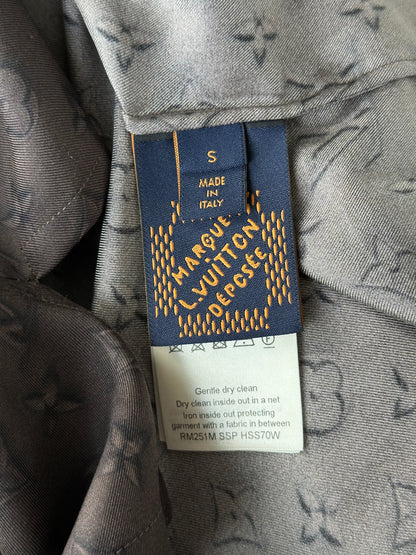 S
MADE
IN
ITALY
MARQUE
L.VUITTON
DÉPOSÉE
Gentle dry clean
Dry clean inside out in a net
Iron inside out protecting
garment with a fabric in between
RM251M SSP HSS70W